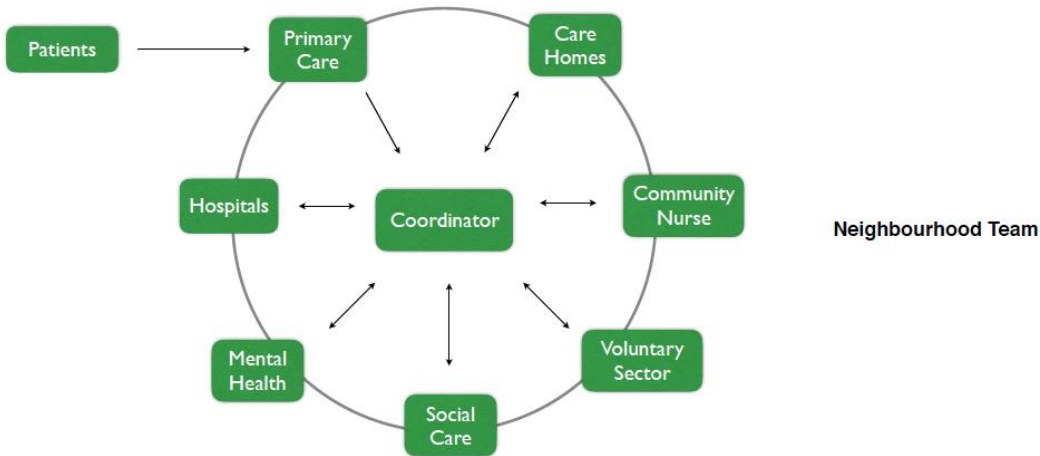 Patients
Primary
Care
Care
Homes
Hospitals
Coordinator
Community
Nurse
Neighbourhood Team
Mental
Health
Voluntary
Sector
Social
Care